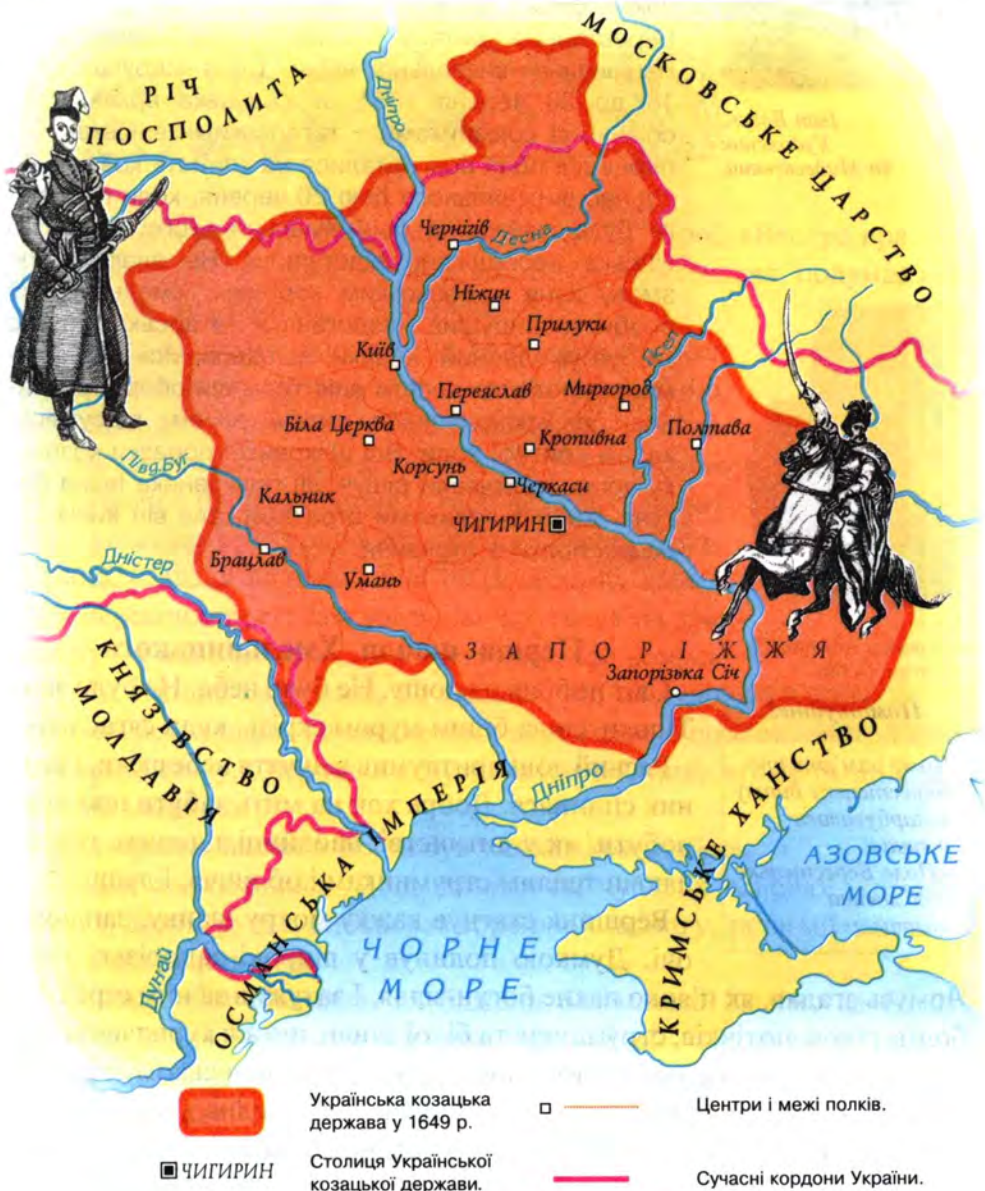 РІЧ
ПОСПОЛИТА
МОСКОВСЬКЕ ЦАРСТВО
Дніпро
Чернігів
Десна
Ніжин
Прилуки
Київ
Псел
Переяслав
Миргород
Біла Церква
Кропивна
Полтава
Півд. Буг
Корсунь
Черкаси
Кальник
ЧИГИРИН
Брацлав
Дністер
Умань
ЗАПОРІЖЖЯ
Запорізька Січ
КНЯЗІВСТВО
МОЛДАВІЯ
Дніпро
ОСМАНСЬКА ІМПЕРІЯ
КРИМСЬКЕ ХАНСТВО
АЗОВСЬКЕ
МОРЕ
ЧОРНЕ
МОРЕ
Дунай
Українська козацька
держава у 1649 р.
Центри і межі полків.
ЧИГИРИН
Столиця Української
козацької держави.
Сучасні кордони України.